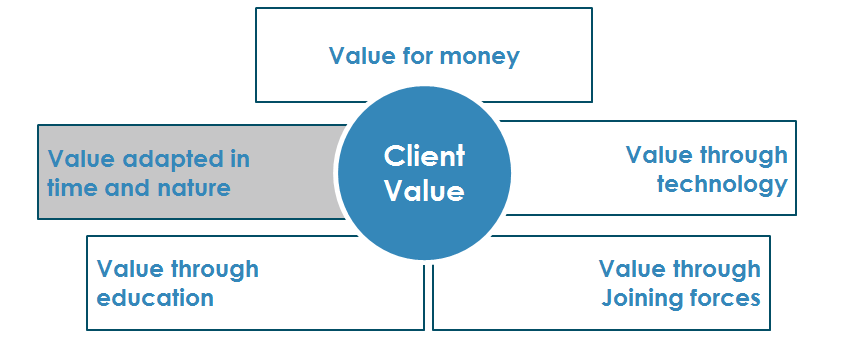 Value for money
Value adapted in
time and nature
Client
Value
Value through
technology
Value through
education
Value through
Joining forces